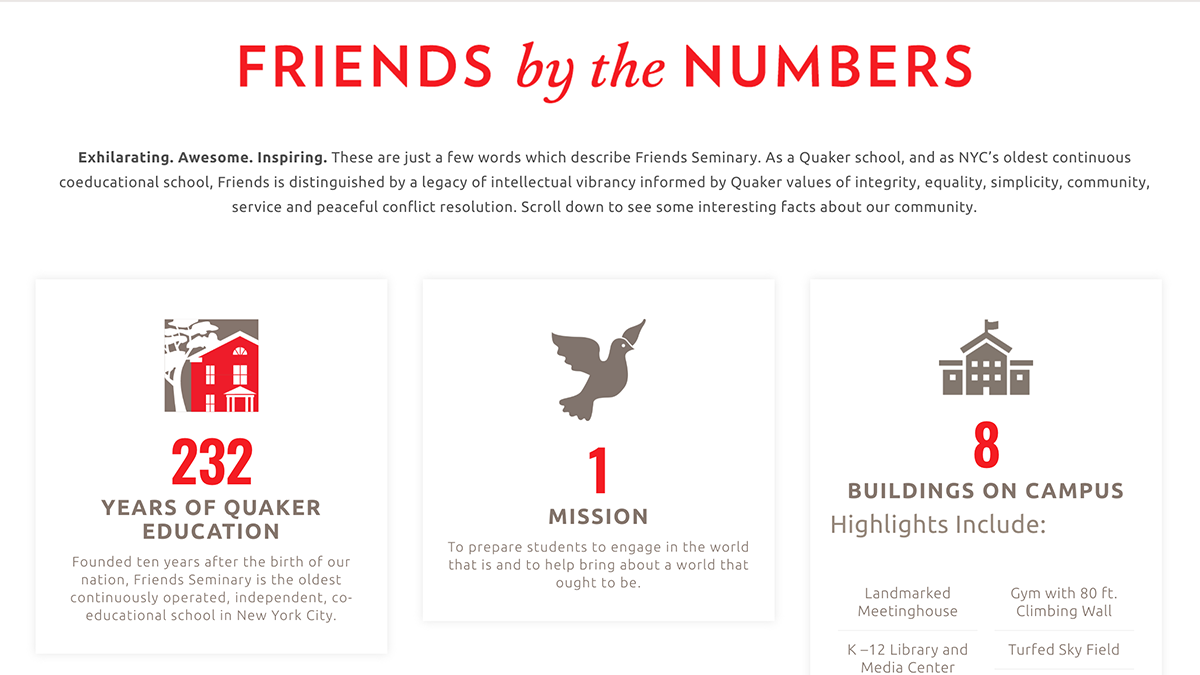 FRIENDS by the NUMBERS
Exhilarating. Awesome. Inspiring. These are just a few words which describe Friends Seminary. As a Quaker school, and as NYC’s oldest continuous
coeducational school, Friends is distinguished by a legacy of intellectual vibrancy informed by Quaker values of integrity, equality, simplicity, community,
service and peaceful conflict resolution. Scroll down to see some interesting facts about our community.
232
YEARS OF QUAKER
EDUCATION
Founded ten years after the birth of our
nation, Friends Seminary is the oldest
continuously operated, independent, co-
educational school in New York City.
1
MISSION
To prepare students to engage in the world
that is and to help bring about a world that
ought to be.
8
BUILDINGS ON CAMPUS
Highlights Include:
Landmarked
Meetinghouse
Gym with 80 ft.
Climbing Wall
K –12 Library and
Media Center
Turfed Sky Field